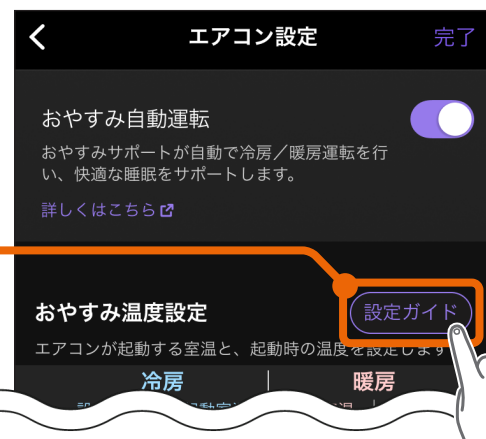 エアコン設定
完了
おやすみ自動運転
おやすみサポートが自動で冷房／暖房運転を行
い、快適な睡眠をサポートします。
詳しくはこちら
おやすみ温度設定
設定ガイド
エアコンが起動する室温と、起動時の温度を設定します
冷房
暖房